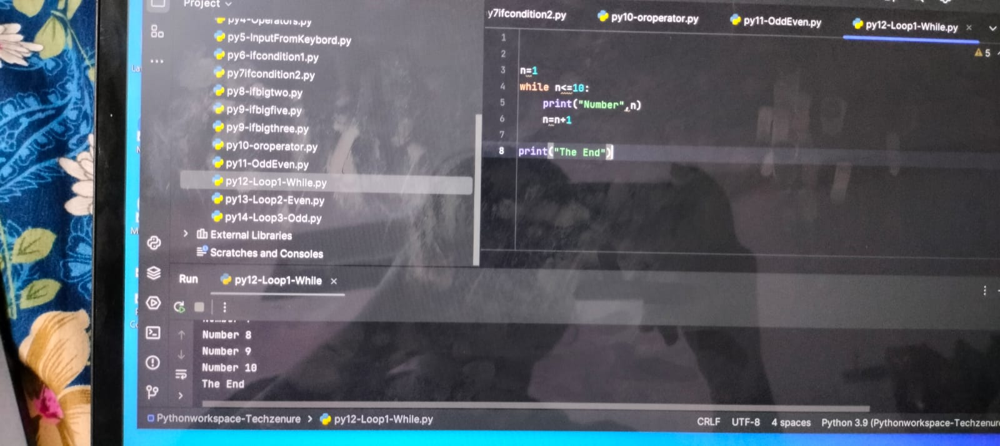 Project
py4-Operators.py
py5-InputFromKeybord.py
py6-ifcondition1.py
py7ifcondition2.py
py8-ifbigtwo.py
py9-ifbigfive.py
py9-ifbigthree.py
py10-oroperator.py
py11-OddEven.py
py12-Loop1-While.py
py13-Loop2-Even.py
py14-Loop3-Odd.py
External Libraries
Scratches and Consoles
y7ifcondition2.py py10-oroperator.py py11-OddEven.py py12-Loop1-While.py
5
1
2
3 n=1
4 while n<=10:
5 print("Number",n)
6 n=n+1
7
8 print("The End")
Run py12-Loop1-While
Number 8
Number 9
Number 10
The End
Pythonworkspace-Techzenure > py12-Loop1-While.py
CRLF UTF-8 4 spaces Python 3.9 (Pythonworkspace-Techzenure